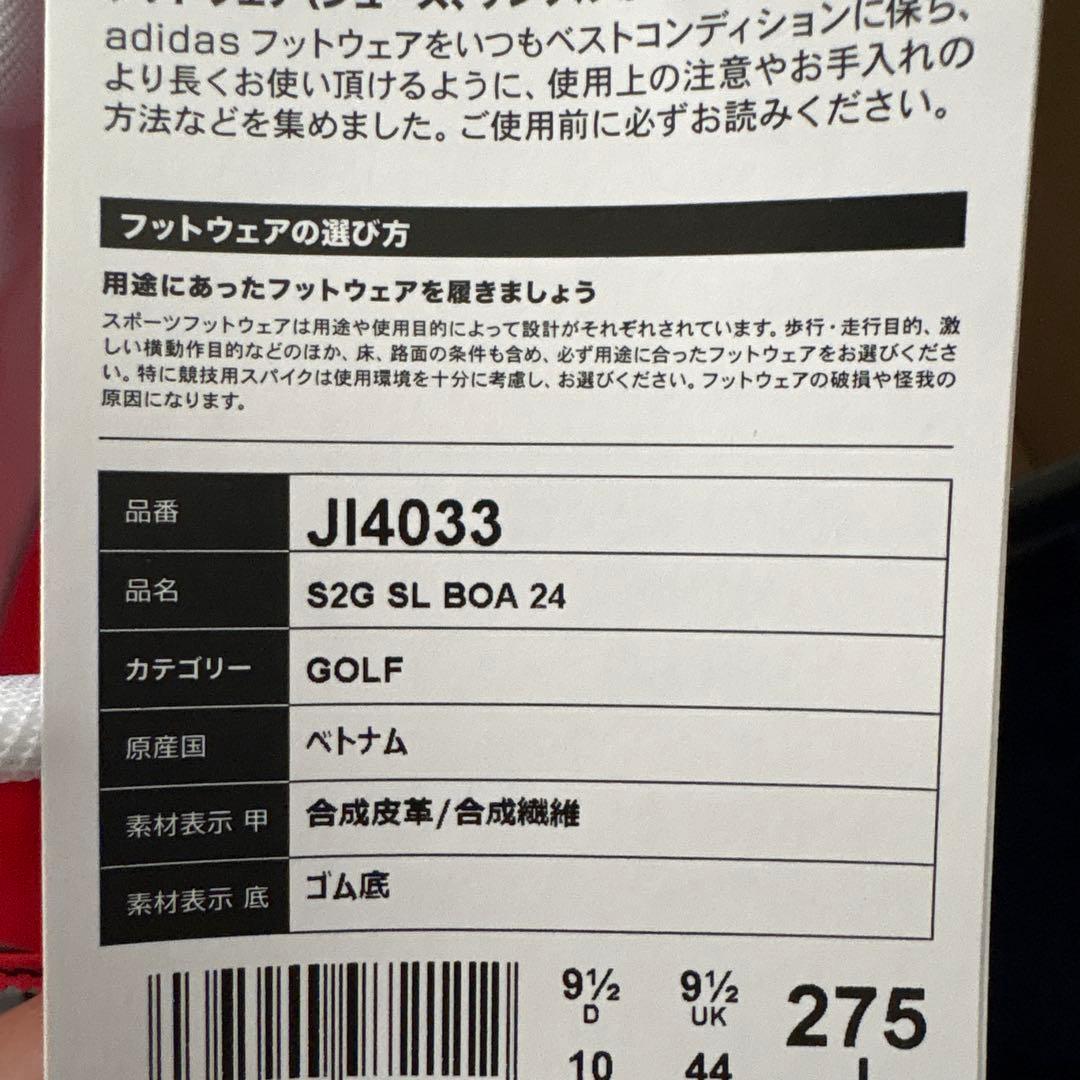 adidas フットウェアをいつもベストコンディションに保ち、
より長くお使い頂けるように、使用上の注意やお手入れの
方法などを集めました。ご使用前に必ずお読みください。
フットウェアの選び方
用途にあったフットウェアを履きましょう
スポーツフットウェアは用途や使用目的によって設計がそれぞれされています。歩行・走行目的、激
しい横動作目的などのほか、床、路面の条件も含め、必ず用途に合ったフットウェアをお選びくださ
い。特に競技用スパイクは使用環境を十分に考慮し、お選びください。フットウェアの破損や怪我の
原因になります。
品番 JI4033
品名 S2G SL BOA 24
カテゴリー GOLF
原産国 ベトナム
素材表示 甲 合成皮革/合成繊維
素材表示 底 ゴム底
9½ 9½ 275
D UK
10 44